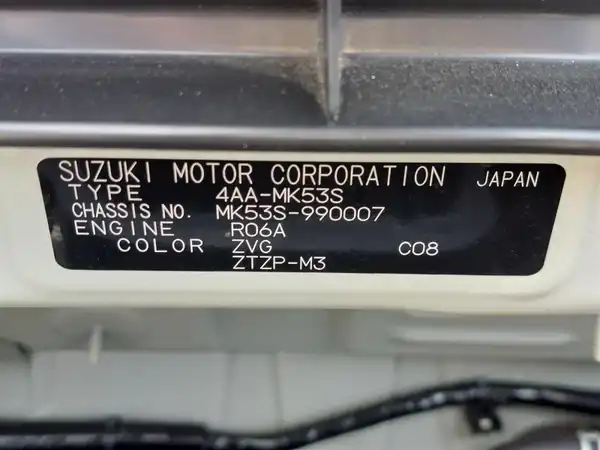 SUZUKI MOTOR CORPORATION JAPAN
TYPE 4AA-MK53S
CHASSIS NO. MK53S-990007
ENGINE R06A
COLOR ZVG C08
ZTZP-M3